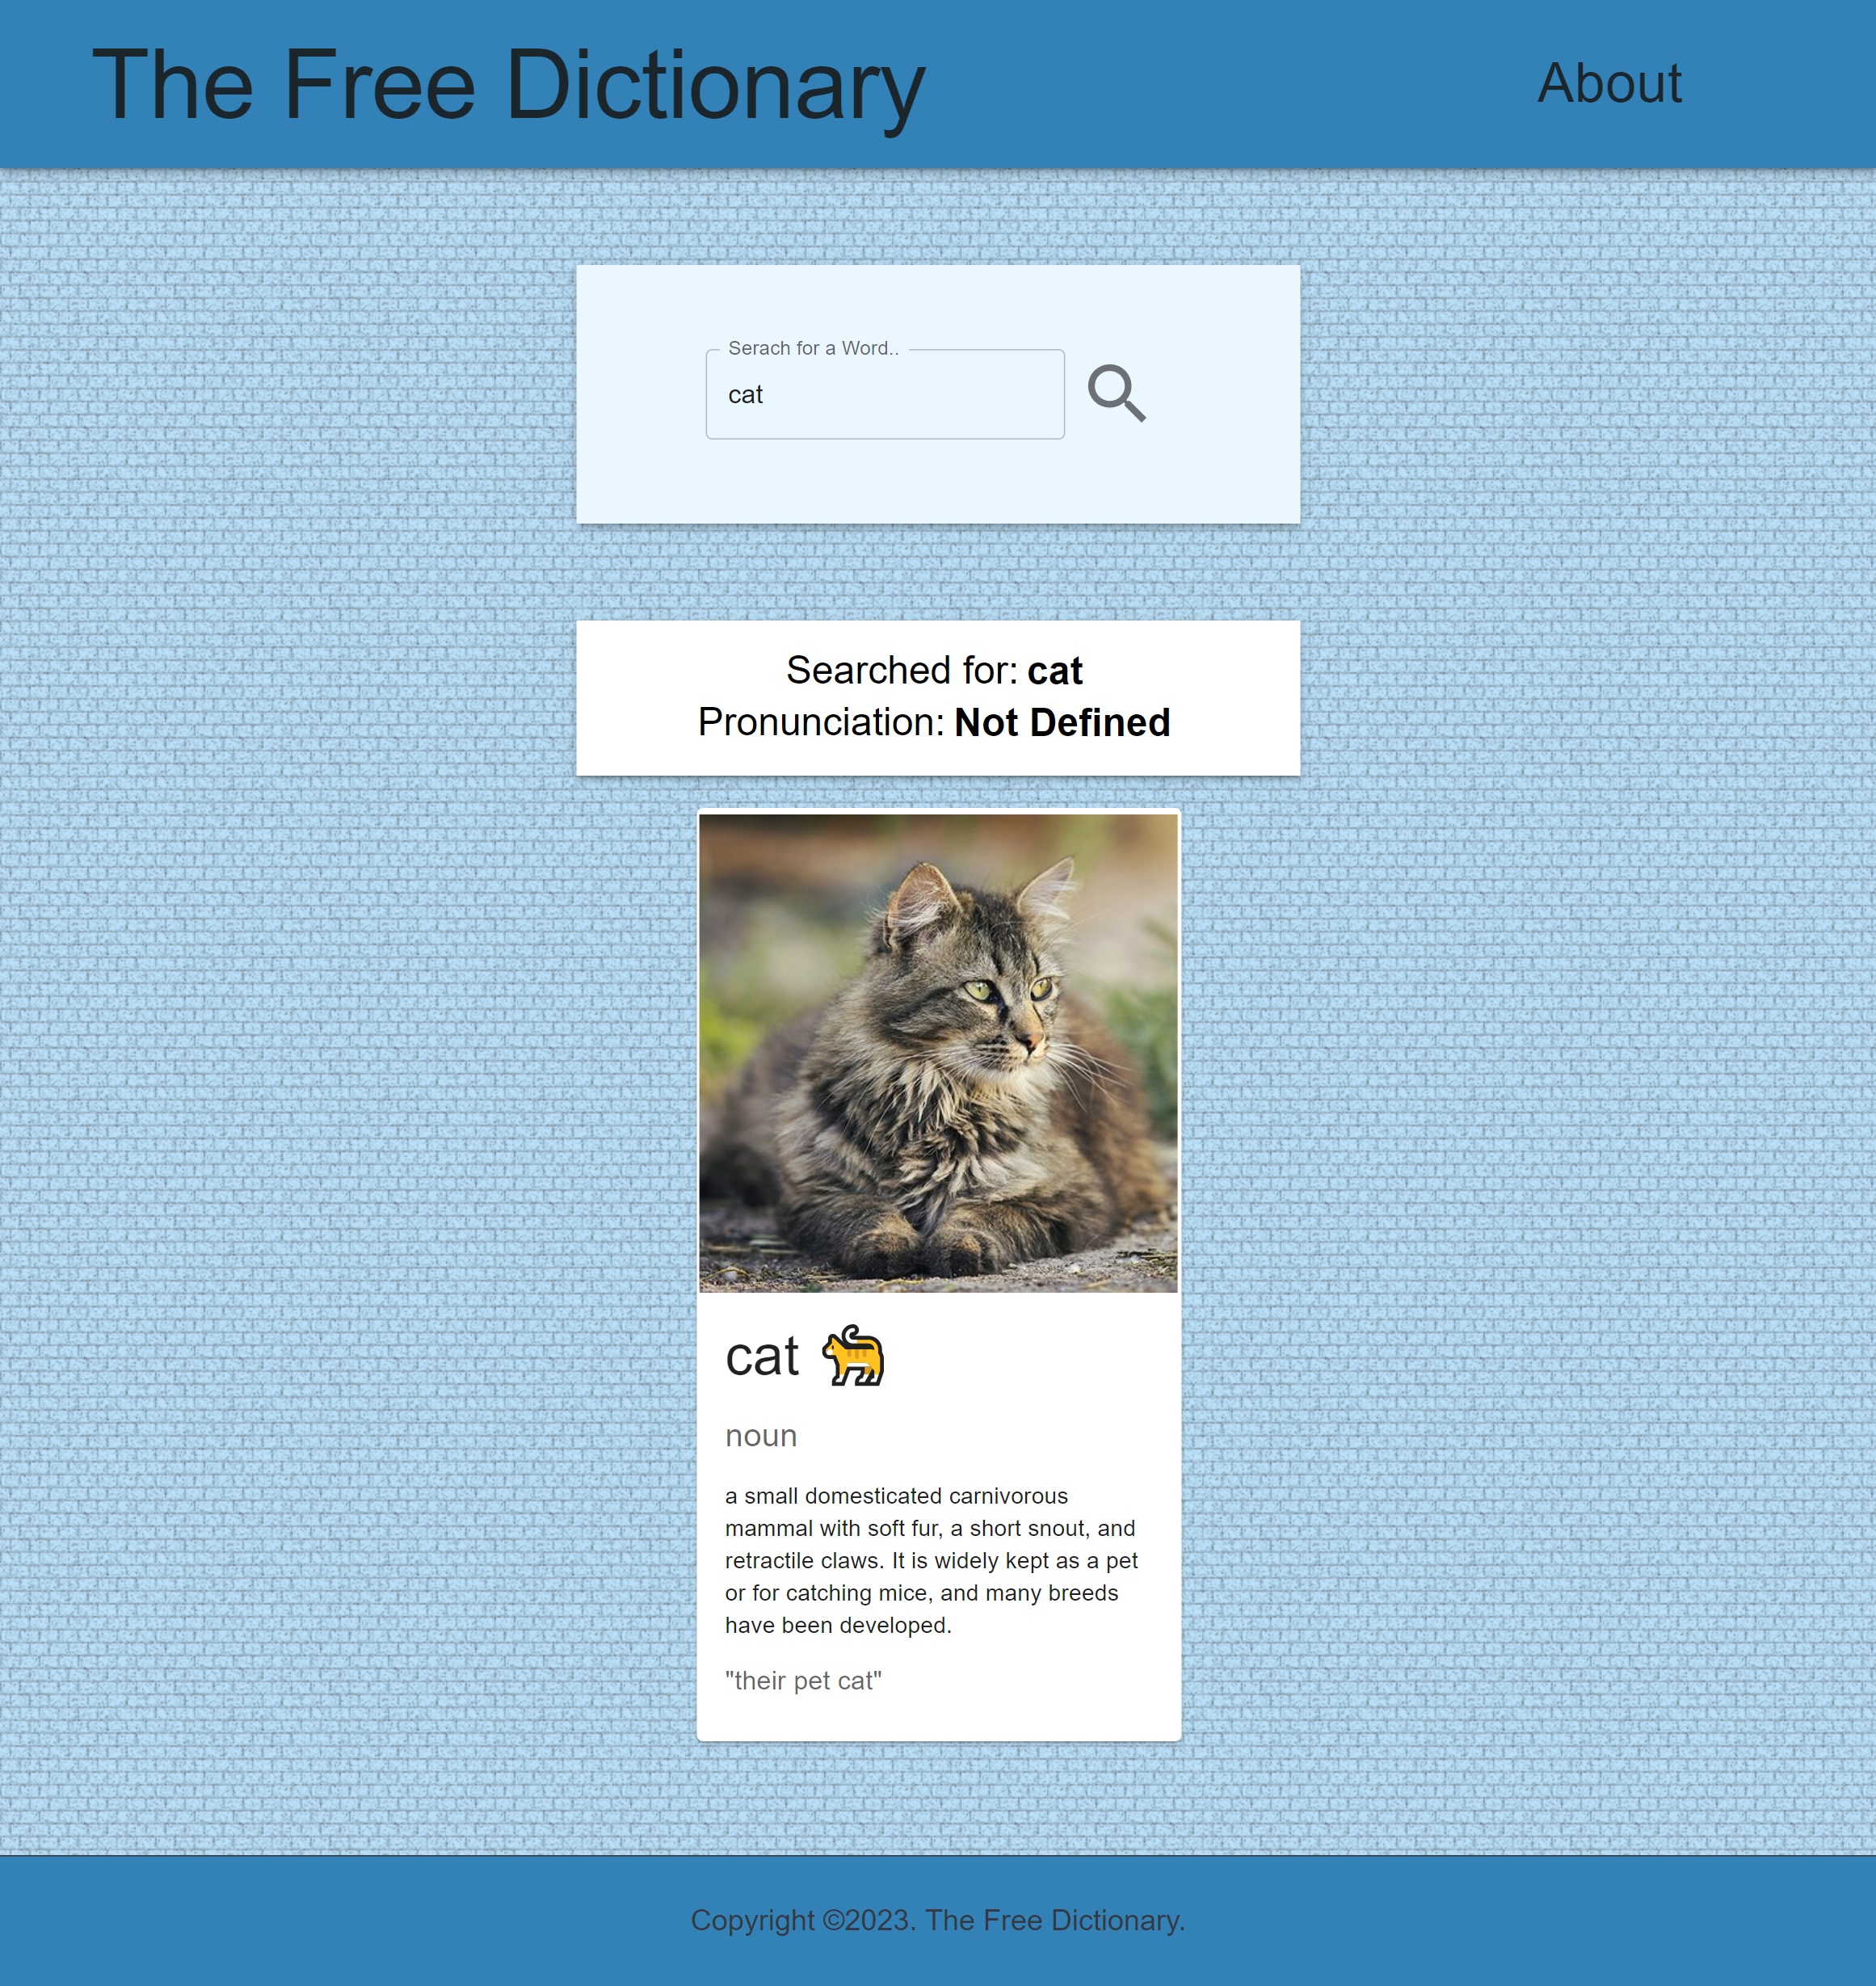 The Free Dictionary
About
Serach for a Word..
cat
Searched for: cat
Pronunciation: Not Defined
cat
noun
a small domesticated carnivorous
mammal with soft fur, a short snout, and
retractile claws. It is widely kept as a pet
or for catching mice, and many breeds
have been developed.
"their pet cat"
Copyright ©2023. The Free Dictionary.